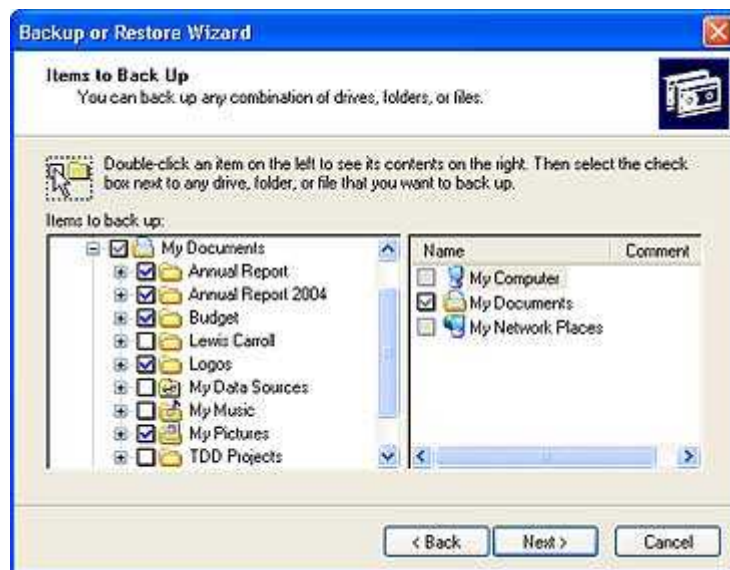 Backup or Restore Wizard
Items to Back Up
You can back up any combination of drives, folders, or files.
Double-click an item on the left to see its contents on the right. Then select the check
box next to any drive, folder, or file that you want to back up.
Items to back up:
My Documents
Annual Report
Annual Report 2004
Budget
Lewis Carroll
Logos
My Data Sources
My Music
My Pictures
TDD Projects
Name Comment
My Computer
My Documents
My Network Places
< Back Next > Cancel